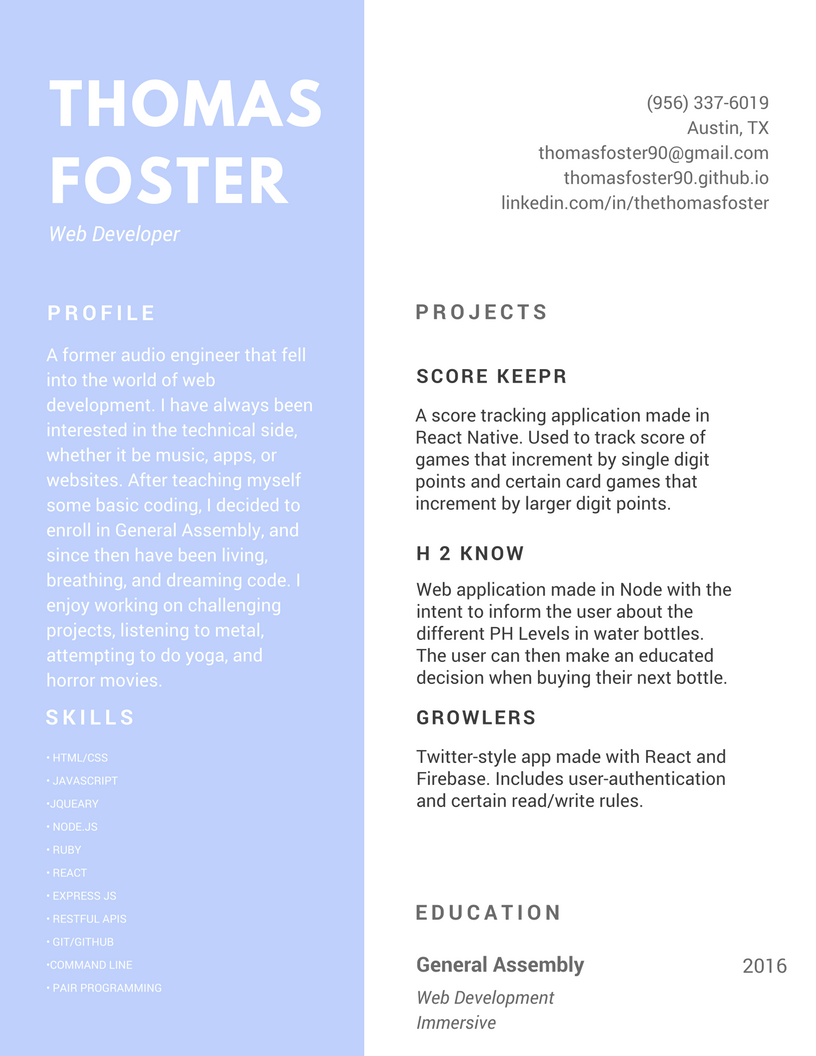 THOMAS
FOSTER
Web Developer
(956) 337-6019
Austin, TX
thomasfoster90@gmail.com
thomasfoster90.github.io
linkedin.com/in/thethomasfoster
PROFILE
A former audio engineer that fell
into the world of web
development. I have always been
interested in the technical side,
whether it be music, apps, or
websites. After teaching myself
some basic coding, I decided to
enroll in General Assembly, and
since then have been living,
breathing, and dreaming code. I
enjoy working on challenging
projects, listening to metal,
attempting to do yoga, and
horror movies.
SKILLS
• HTML/CSS
• JAVASCRIPT
•JQUEARY
• NODE.JS
• RUBY
• REACT
• EXPRESS JS
• RESTFUL APIS
• GIT/GITHUB
•COMMAND LINE
• PAIR PROGRAMMING
PROJECTS
SCORE KEEPR
A score tracking application made in
React Native. Used to track score of
games that increment by single digit
points and certain card games that
increment by larger digit points.
H 2 KNOW
Web application made in Node with the
intent to inform the user about the
different PH Levels in water bottles.
The user can then make an educated
decision when buying their next bottle.
GROWLERS
Twitter-style app made with React and
Firebase. Includes user-authentication
and certain read/write rules.
EDUCATION
General Assembly 2016
Web Development
Immersive